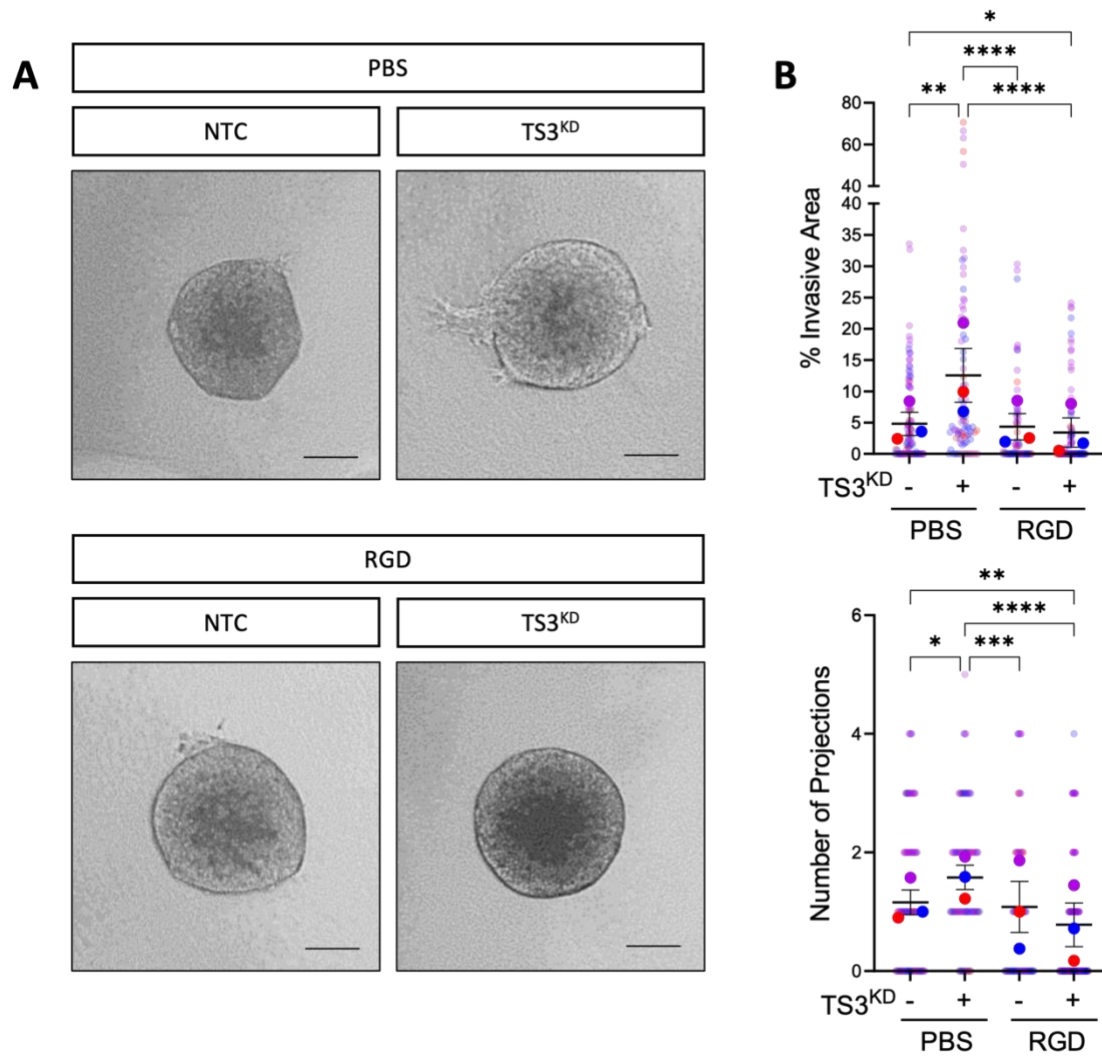 A
PBS
NTC TS3ᴷᴰ
RGD
NTC TS3ᴷᴰ
B
*
****
** ****
% Invasive Area
80
60
40
40
35
30
25
20
15
10
5
0
TS3ᴷᴰ - + - +
PBS RGD
**
****
* ***
Number of Projections
6
4
2
0
TS3ᴷᴰ - + - +
PBS RGD